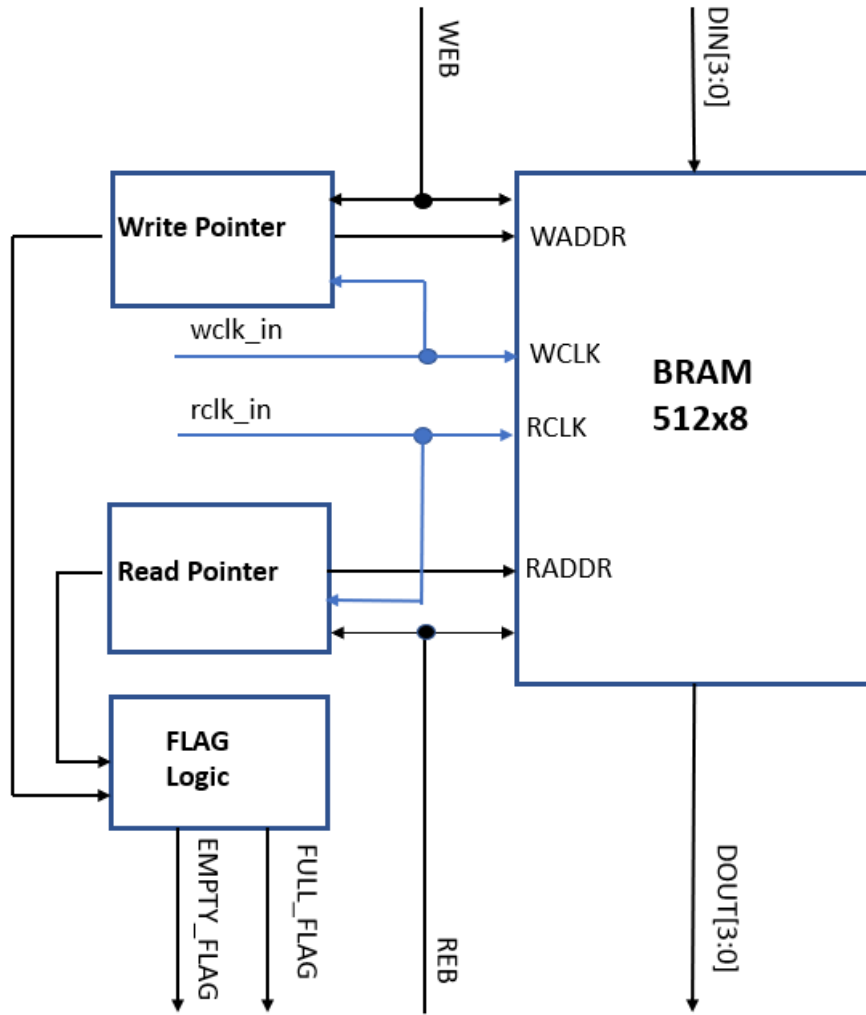 WEB
DIN[3:0]
Write Pointer
WADDR
wclk_in
WCLK
BRAM
512x8
rclk_in
RCLK
Read Pointer
RADDR
FLAG
Logic
EMPTY_FLAG
FULL_FLAG
REB
DOUT[3:0]